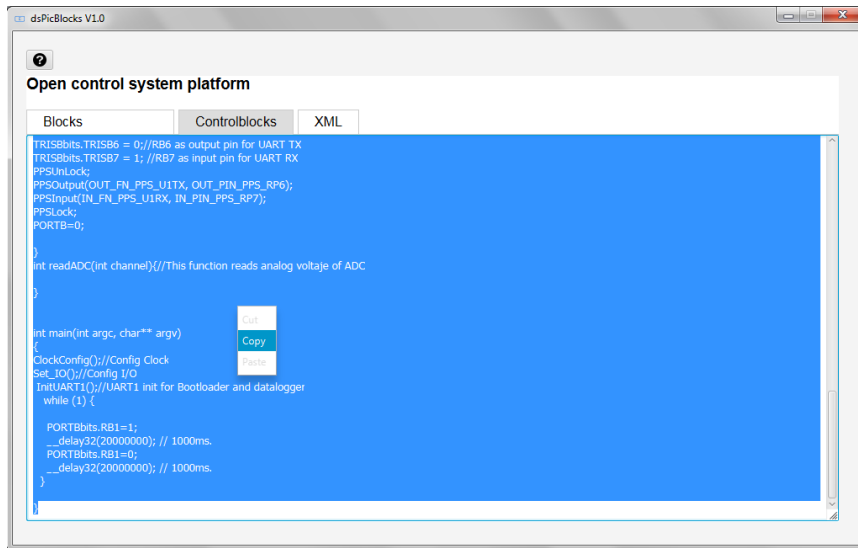 dsPicBlocks V1.0
?
Open control system platform
Blocks Controlblocks XML
TRISBbits.TRISB6 = 0;//RB6 as output pin for UART TX
TRISBbits.TRISB7 = 1; //RB7 as input pin for UART RX
PPSUnLock;
PPSOutput(OUT_FN_PPS_U1TX, OUT_PIN_PPS_RP6);
PPSInput(IN_FN_PPS_U1RX, IN_PIN_PPS_RP7);
PPSLock;
PORTB=0;
}
int readADC(int channel){//This function reads analog voltaje of ADC
}
int main(int argc, char** argv)
{
ClockConfig();//Config Clock
Set_IO();//Config I/O
InitUART1();//UART1 init for Bootloader and datalogger
while (1) {
PORTBbits.RB1=1;
__delay32(20000000); // 1000ms.
PORTBbits.RB1=0;
__delay32(20000000); // 1000ms.
}
}
Cut
Copy
Paste